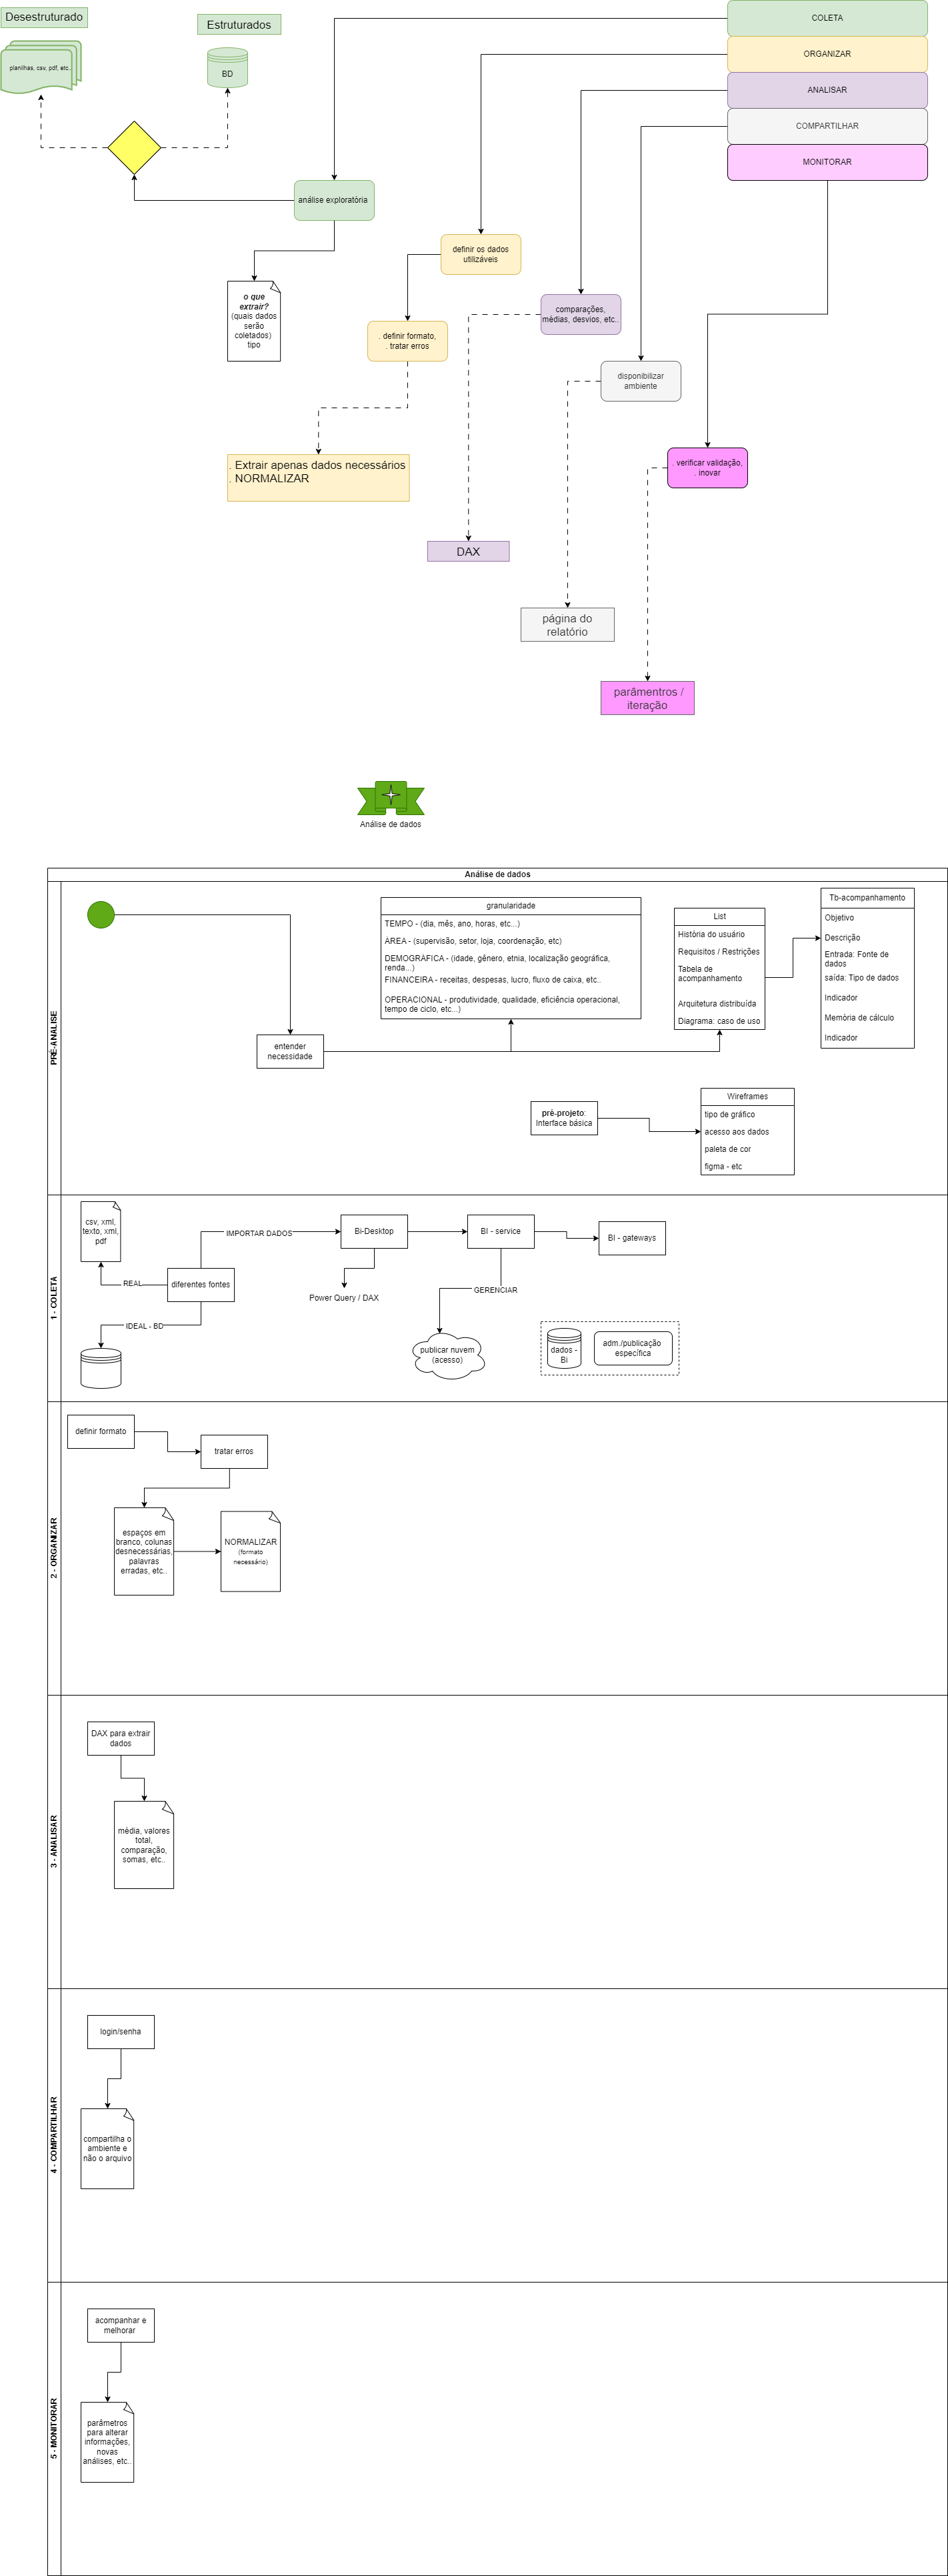 Desestruturado
Estruturados
COLETA
ORGANIZAR
ANALISAR
COMPARTILHAR
MONITORAR
planilhas, csv, pdf, etc..
BD
análise exploratória
definir os dados
utilizáveis
o que
extrair?
(quais dados
serão
coletados)
tipo
comparações,
médias, desvios, etc..
. definir formato,
. tratar erros
disponibilizar
ambiente
. Extrair apenas dados necessários
. NORMALIZAR
. verificar validação,
. inovar
DAX
página do
relatório
parâmentros /
iteração
Análise de dados
Análise de dados
PRÉ-ANALISE
granularidade
TEMPO - (dia, mês, ano, horas, etc...)
ÁREA - (supervisão, setor, loja, coordenação, etc)
DEMOGRÁFICA - (idade, gênero, etnia, localização geográfica,
renda...)
FINANCEIRA - receitas, despesas, lucro, fluxo de caixa, etc..
OPERACIONAL - produtividade, qualidade, eficiência operacional,
tempo de ciclo, etc...)
List
História do usuário
Requisitos / Restrições
Tabela de
acompanhamento
Arquitetura distribuída
Diagrama: caso de uso
Tb-acompanhamento
Objetivo
Descrição
Entrada: Fonte de
dados
saída: Tipo de dados
Indicador
Memória de cálculo
Indicador
entender
necessidade
pré-projeto:
Interface básica
Wireframes
tipo de gráfico
acesso aos dados
paleta de cor
figma - etc
1 - COLETA
csv, xml,
texto, xml,
pdf
IMPORTAR DADOS
Bi-Desktop
BI - service
BI - gateways
REAL
diferentes fontes
Power Query / DAX
GERENCIAR
IDEAL - BD
publicar nuvem
(acesso)
dados -
Bi
adm./publicação
específica
2 - ORGANIZAR
definir formato
tratar erros
espaços em
branco, colunas
desnecessárias,
palavras
erradas, etc..
NORMALIZAR
(formato
necessário)
3 - ANALISAR
DAX para extrair
dados
média, valores
total,
comparação,
somas, etc..
4 - COMPARTILHAR
login/senha
compartilha o
ambiente e
não o arquivo
5 - MONITORAR
acompanhar e
melhorar
parâmetros
para alterar
informações,
novas
análises, etc..